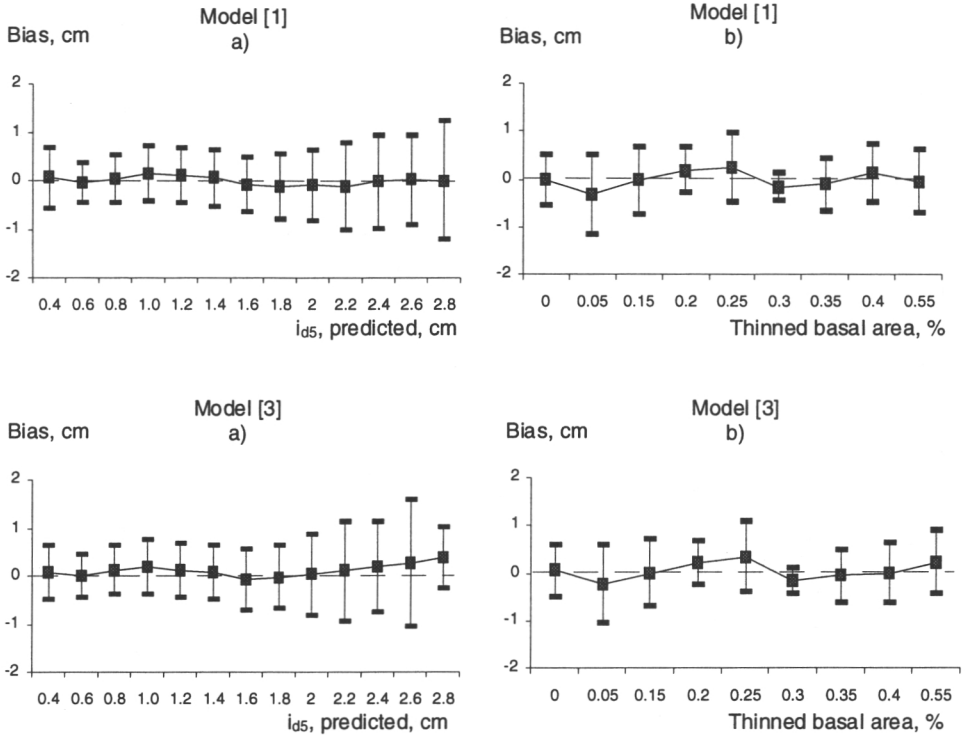 Model [1]
Bias, cm
a)
2
1
0
-1
-2
0.4 0.6 0.8 1.0 1.2 1.4 1.6 1.8 2 2.2 2.4 2.6 2.8
id5, predicted, cm
Model [1]
Bias, cm
b)
2
1
0
-1
-2
0 0.05 0.15 0.2 0.25 0.3 0.35 0.4 0.55
Thinned basal area, %
Model [3]
Bias, cm
a)
2
1
0
-1
-2
0.4 0.6 0.8 1.0 1.2 1.4 1.6 1.8 2 2.2 2.4 2.6 2.8
id5, predicted, cm
Model [3]
Bias, cm
b)
2
1
0
-1
-2
0 0.05 0.15 0.2 0.25 0.3 0.35 0.4 0.55
Thinned basal area, %